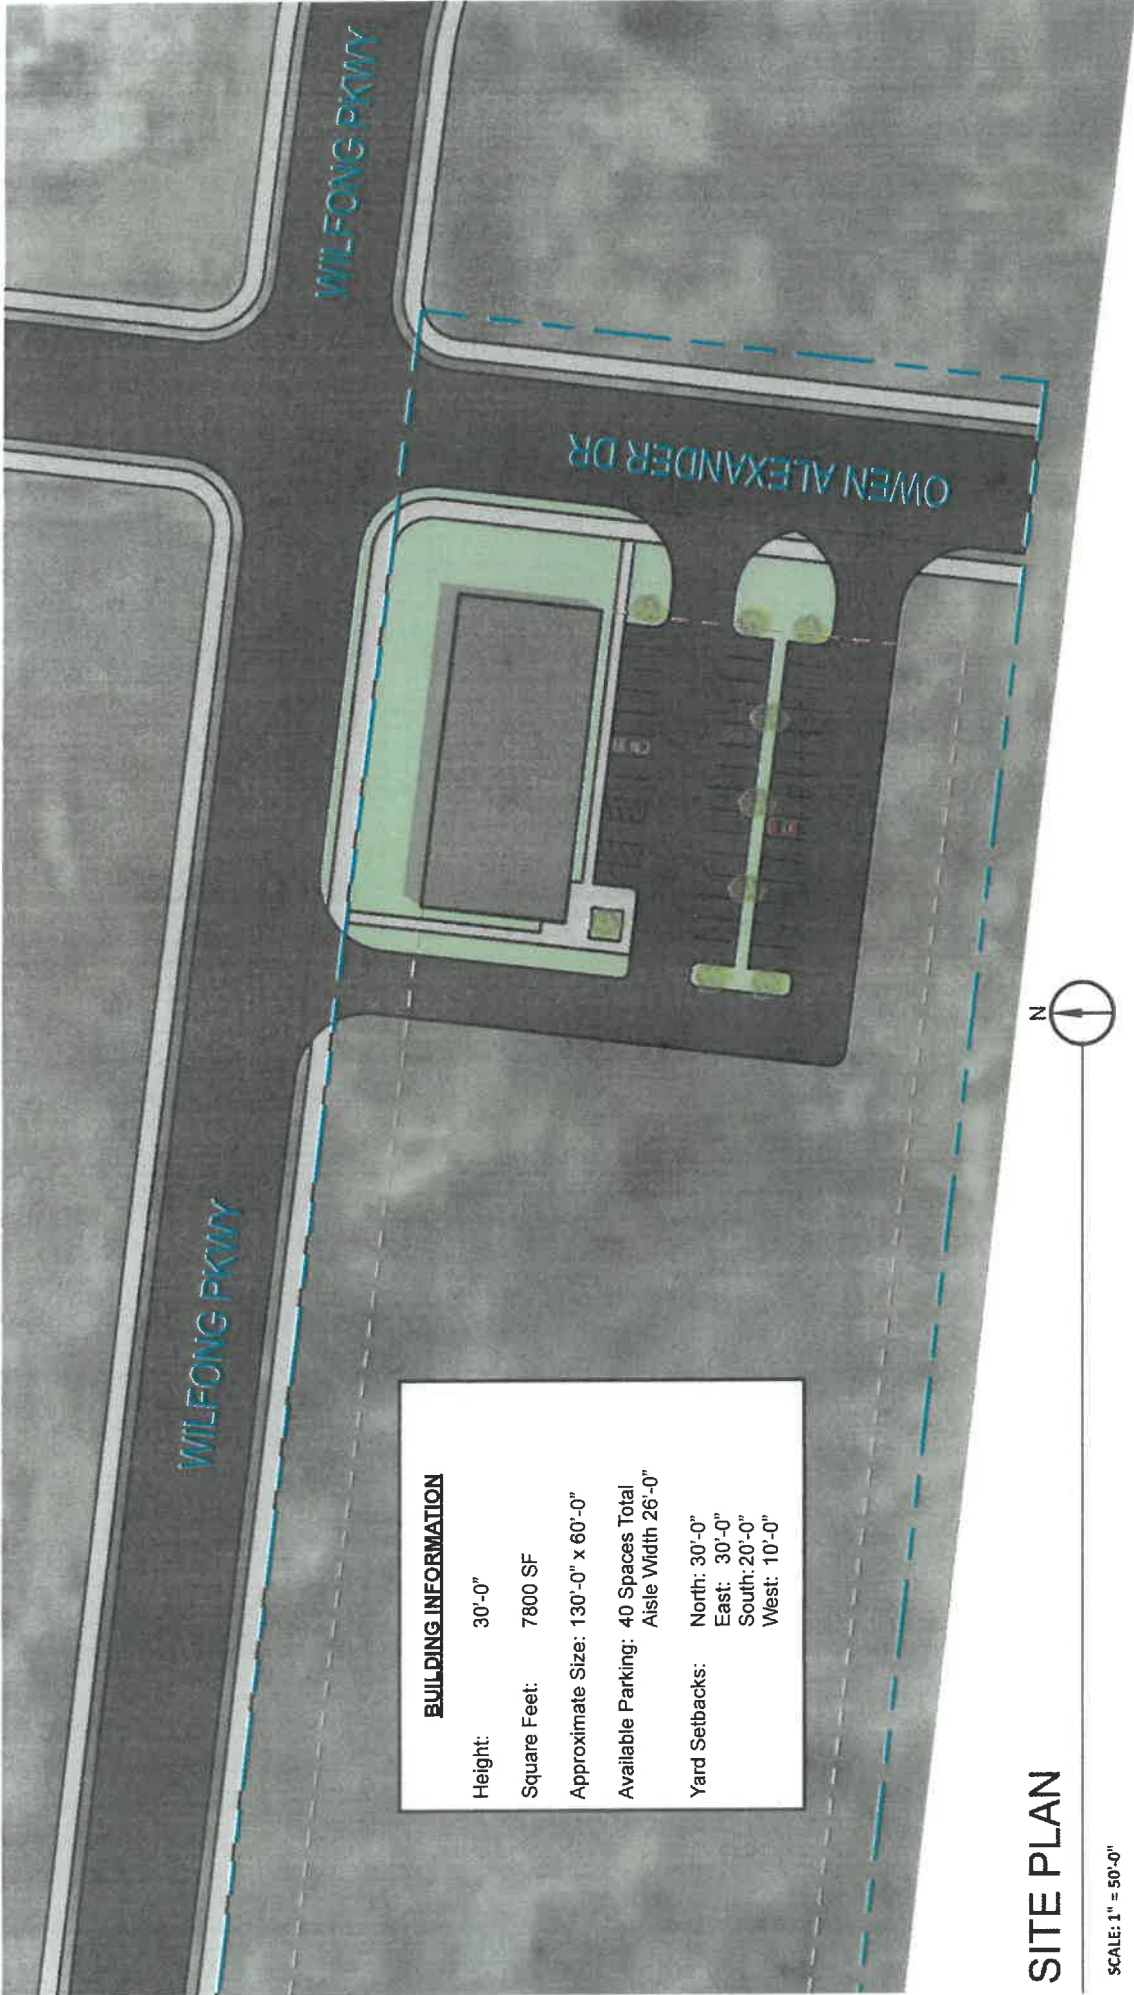 WILFONG PKWY
WILFONG PKWY
OWEN ALEXANDER DR
BUILDING INFORMATION
Height: 30'-0"
Square Feet: 7800 SF
Approximate Size: 130'-0" x 60'-0"
Available Parking: 40 Spaces Total
Aisle Width 26'-0"
Yard Setbacks: North: 30'-0"
East: 30'-0"
South: 20'-0"
West: 10'-0"
N
SITE PLAN
SCALE: 1" = 50'-0"